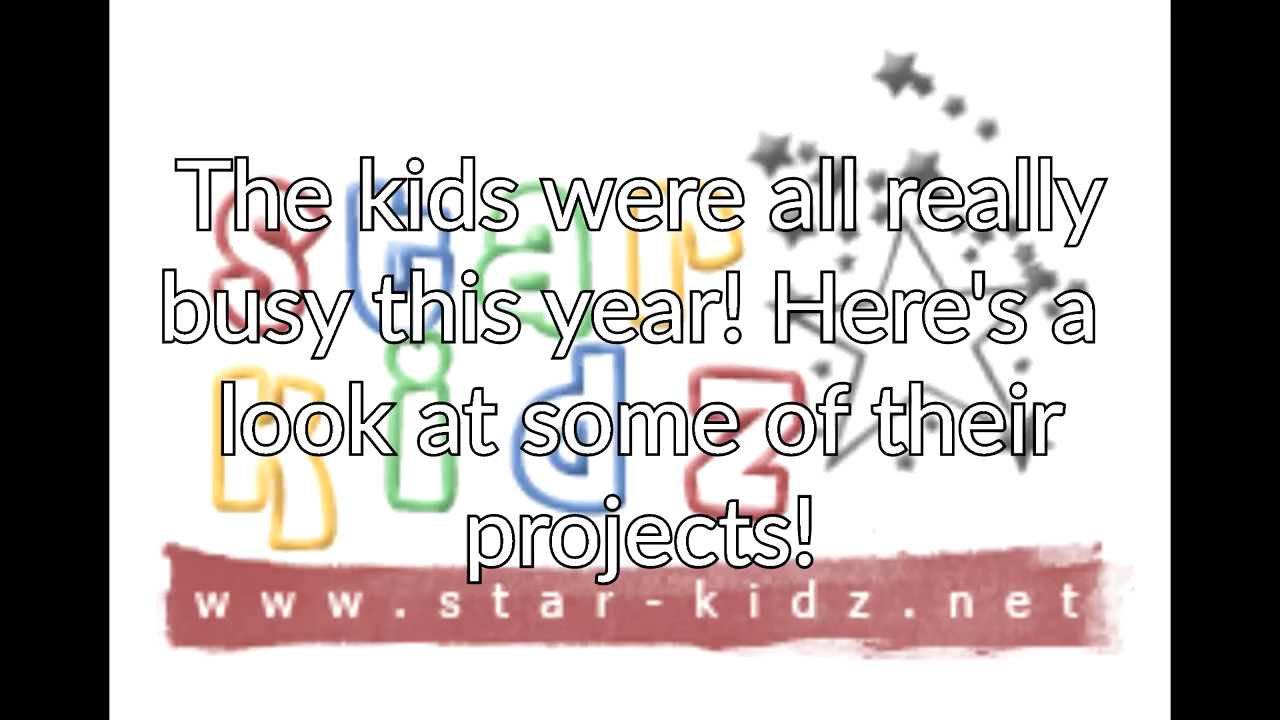 The kids were all really
busy this year! Here's a
look at some of their
projects!
star
kidz
www.star-kidz.net